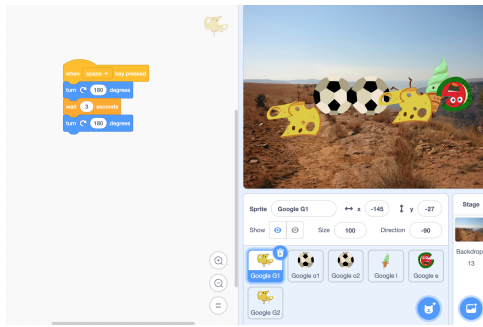 when space key pressed
turn 180 degrees
wait 3 seconds
turn 180 degrees
Sprite Google G1 x -145 y -27
Show Size 100 Direction -90
Stage
Backdrop
13
Google G1 Google o1 Google o2 Google l Google e
Google G2